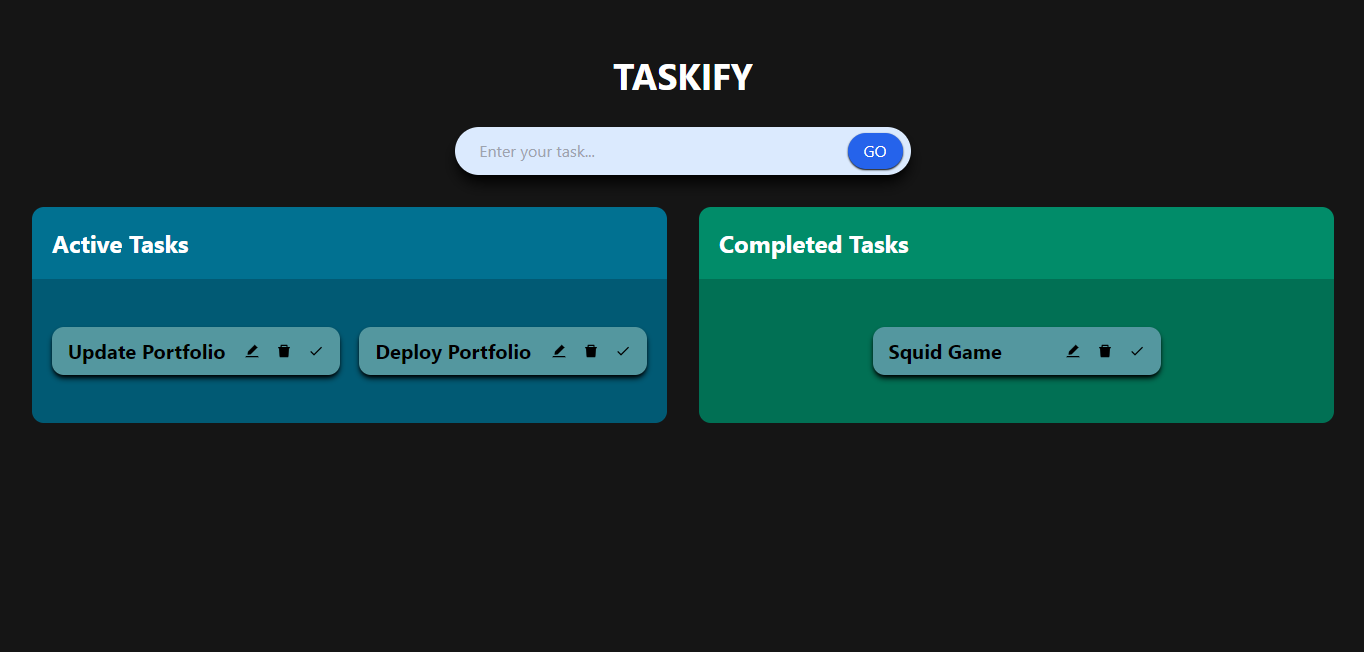 TASKIFY
Enter your task...
GO
Active Tasks
Completed Tasks
Update Portfolio
Deploy Portfolio
Squid Game